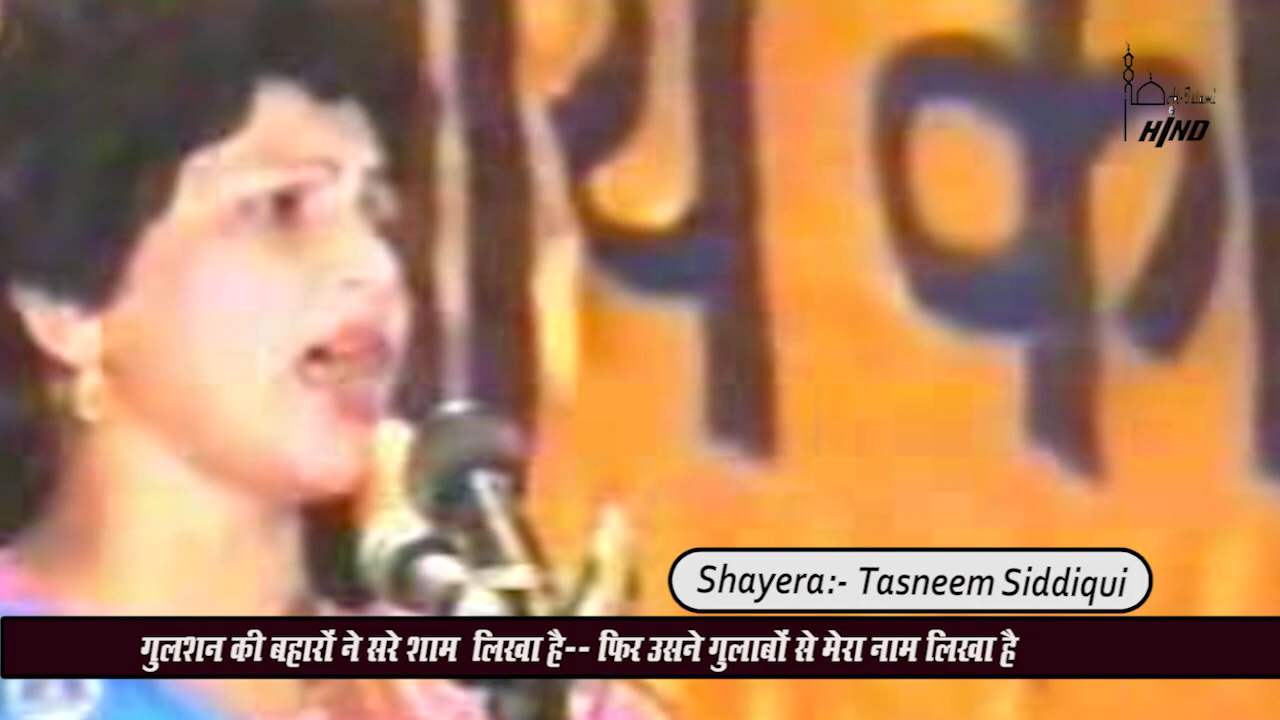 HIND
Shayera:- Tasneem Siddiqui
गुलशन की बहारों ने सरे शाम लिखा है-- फिर उसने गुलाबों से मेरा नाम लिखा है